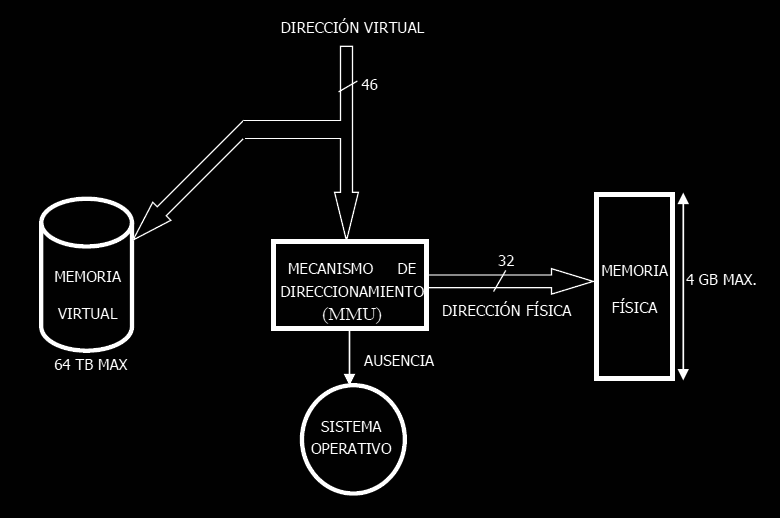 DIRECCIÓN VIRTUAL
46
MEMORIA
VIRTUAL
64 TB MAX
MECANISMO DE
DIRECCIONAMIENTO
(MMU)
32
DIRECCIÓN FÍSICA
MEMORIA
FÍSICA
4 GB MAX.
AUSENCIA
SISTEMA
OPERATIVO